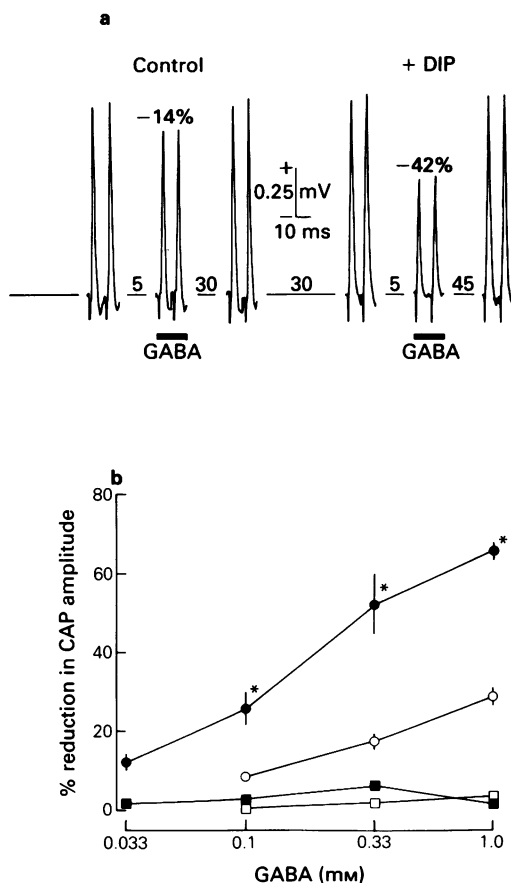 a
Control
+ DIP
−14%
−42%
+
0.25 mV
10 ms
5
30
30
5
45
GABA
GABA
b
% reduction in CAP amplitude
80
60
40
20
0
*
*
*
0.033
0.1
0.33
1.0
GABA (mM)